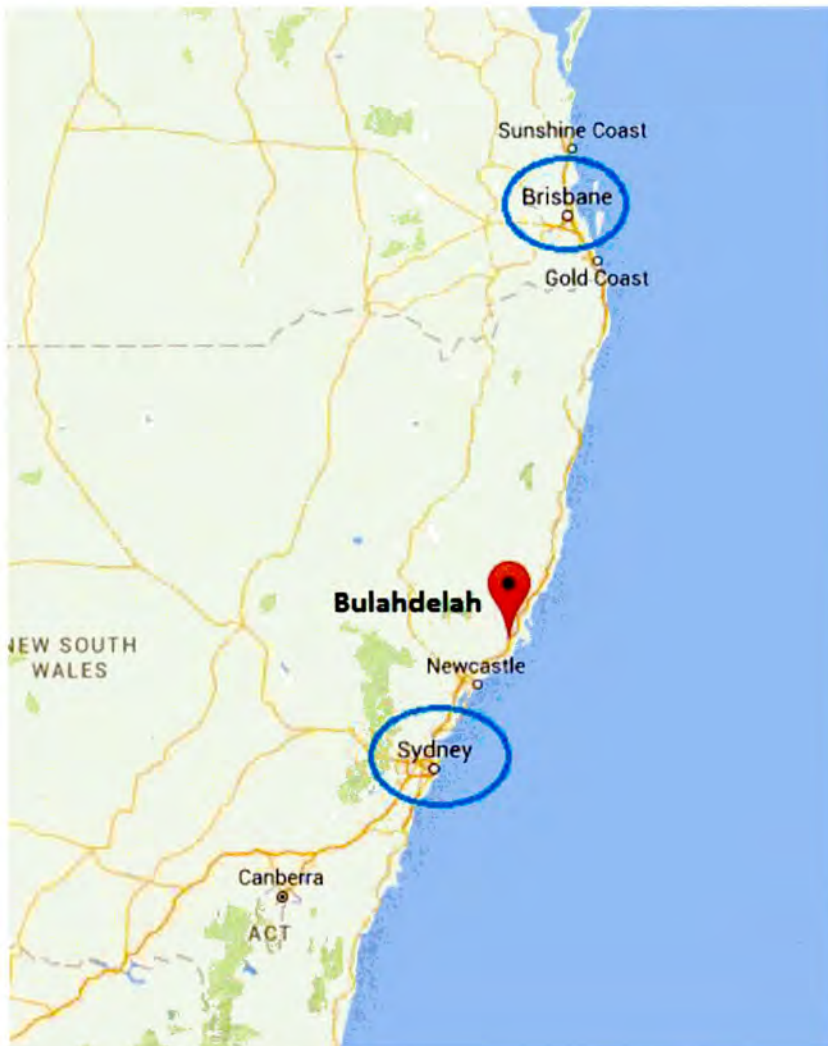 Sunshine Coast
Brisbane
Gold Coast
Bulahdelah
NEW SOUTH
WALES
Newcastle
Sydney
Canberra
ACT